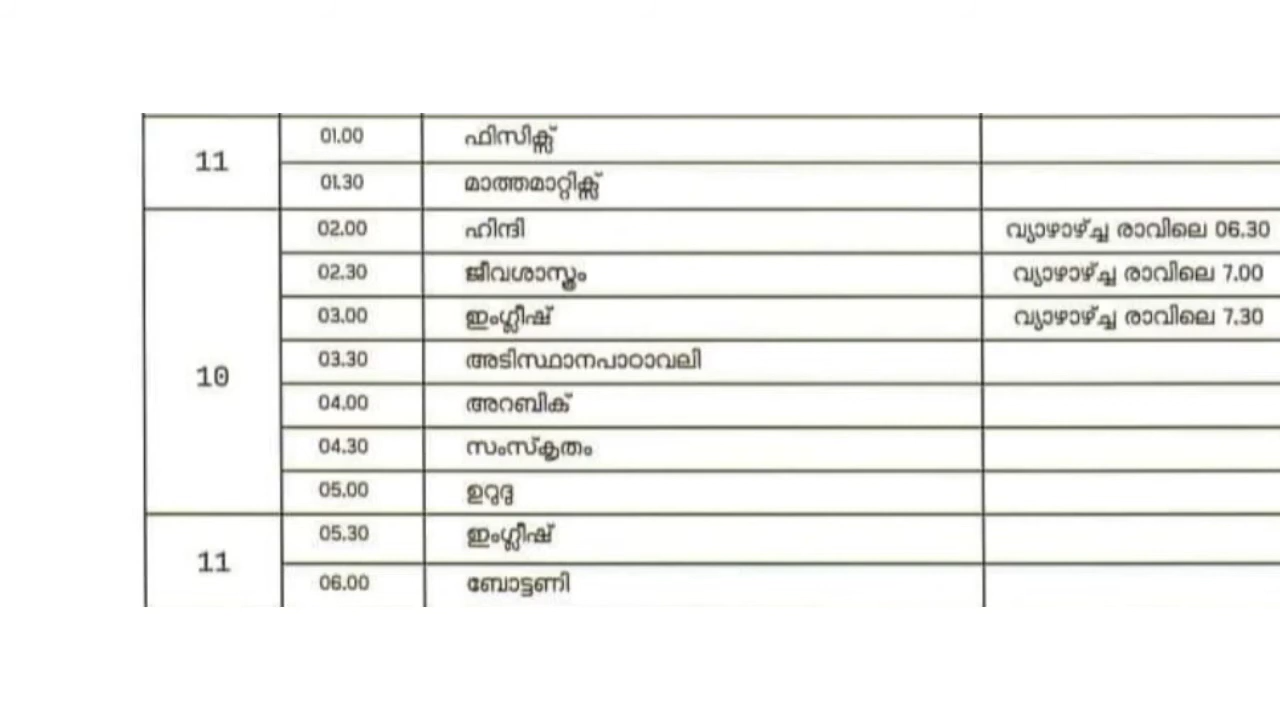 11 01.00 ഫിസിക്സ്
01.30 മാത്തമാറ്റിക്സ്
10 02.00 ഹിന്ദി വ്യാഴാഴ്ച്ച രാവിലെ 06.30
02.30 ജീവശാസ്ത്രം വ്യാഴാഴ്ച്ച രാവിലെ 7.00
03.00 ഇംഗ്ലീഷ് വ്യാഴാഴ്ച്ച രാവിലെ 7.30
03.30 അടിസ്ഥാനപാഠാവലി
04.00 അറബിക്
04.30 സംസ്കൃതം
05.00 ഉറുദു
11 05.30 ഇംഗ്ലീഷ്
06.00 ബോട്ടണി